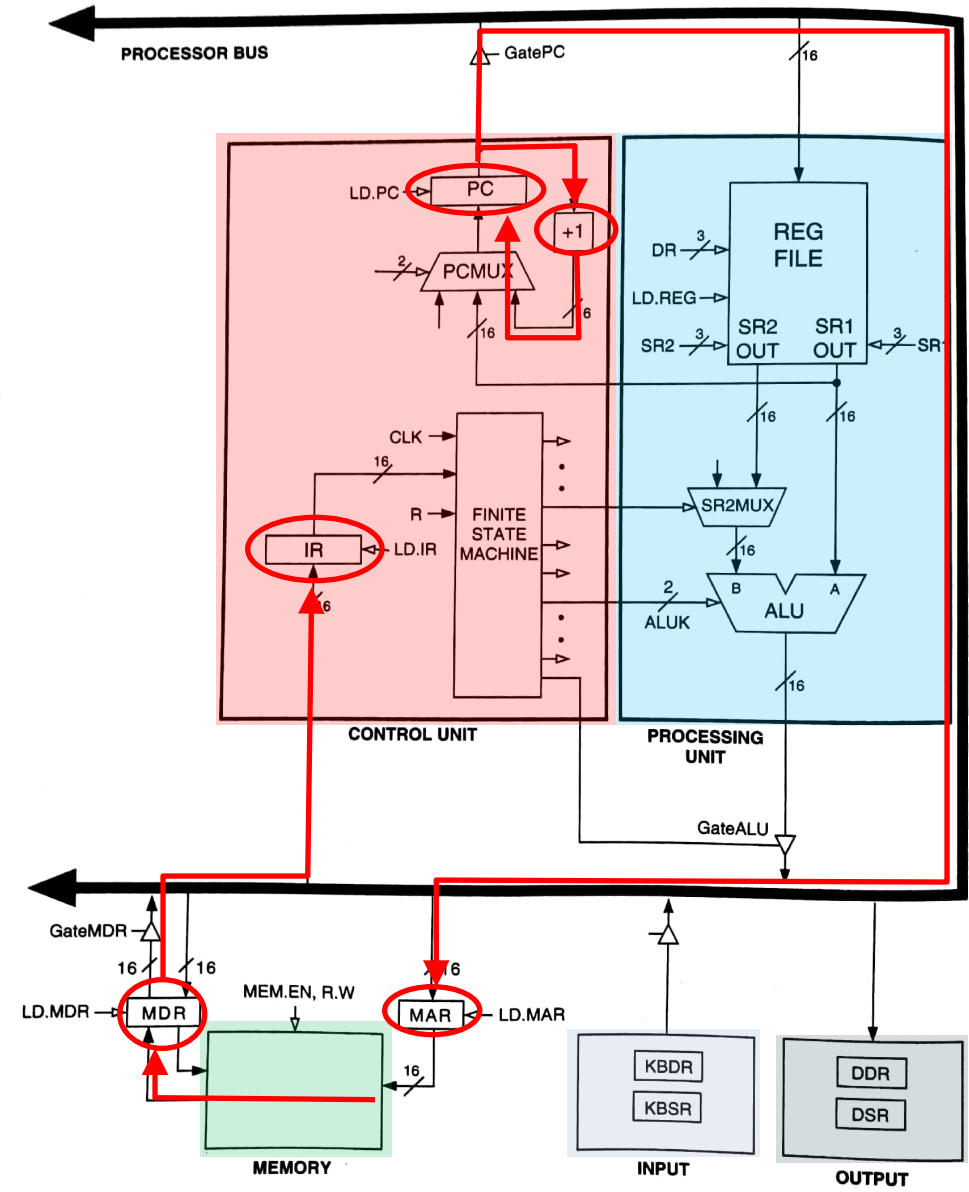 PROCESSOR BUS
GatePC
16
LD.PC
PC
+1
2
PCMUX
6
16
REG
FILE
DR
3
LD.REG
SR2
3
SR2
OUT
SR1
OUT
3
SR1
16
16
CLK
16
R
FINITE
STATE
MACHINE
IR
LD.IR
16
SR2MUX
16
B
A
ALU
2
ALUK
16
CONTROL UNIT
PROCESSING
UNIT
GateALU
GateMDR
16
16
16
LD.MDR
MDR
MEM.EN, R.W
MAR
LD.MAR
16
KBDR
KBSR
DDR
DSR
MEMORY
INPUT
OUTPUT